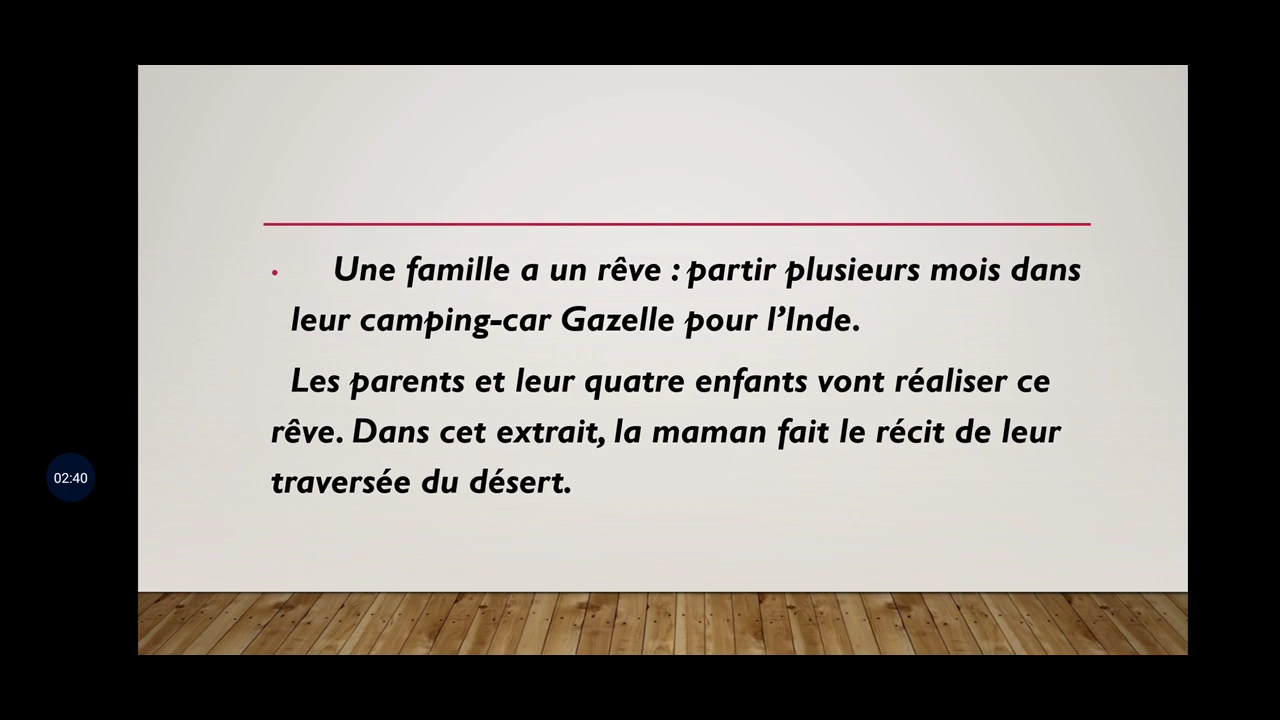 • Une famille a un rêve : partir plusieurs mois dans
leur camping-car Gazelle pour l’Inde.
Les parents et leur quatre enfants vont réaliser ce
rêve. Dans cet extrait, la maman fait le récit de leur
traversée du désert.
02:40